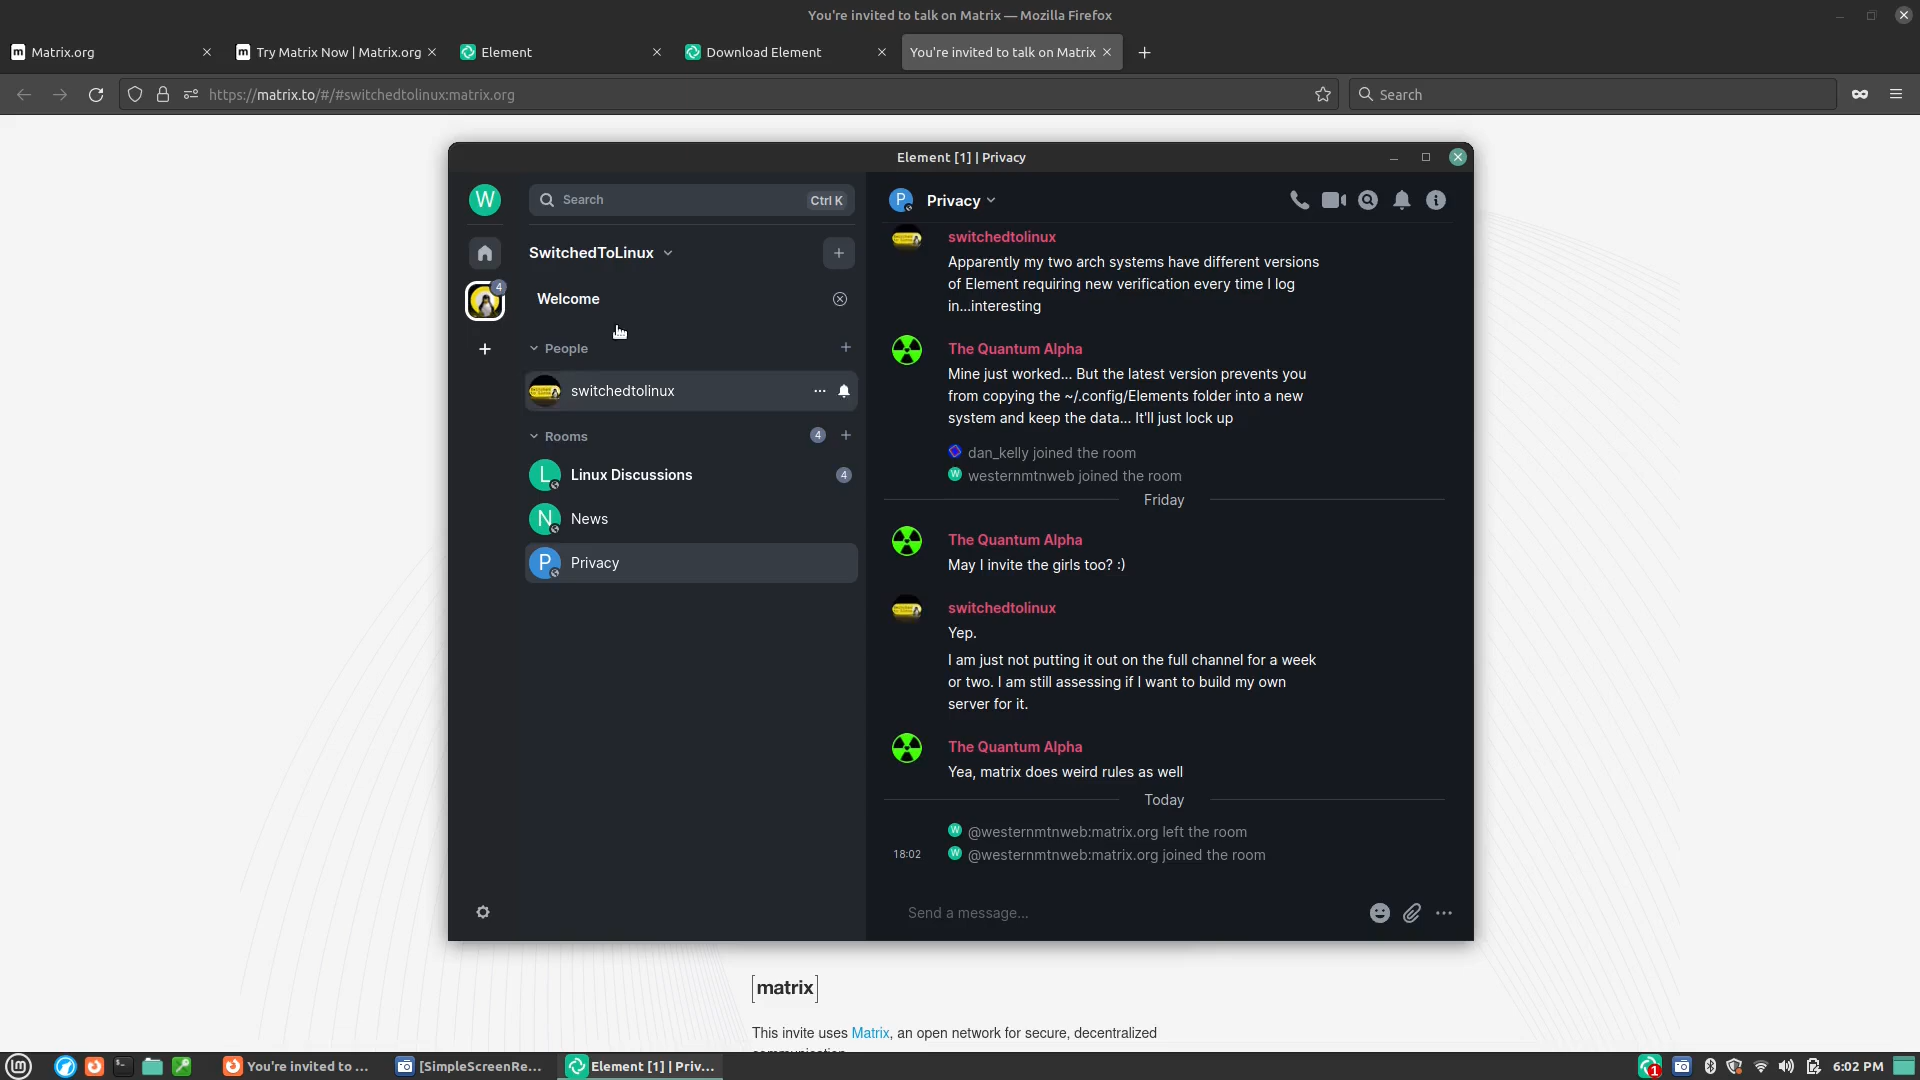 You're invited to talk on Matrix — Mozilla Firefox
Matrix.org
Try Matrix Now | Matrix.org
Element
Download Element
You're invited to talk on Matrix
https://matrix.to/#/#switchedtolinux:matrix.org
Search
Element [1] | Privacy
W
Search
Ctrl K
SwitchedToLinux
4
Welcome
People
switchedtolinux
Rooms
4
L
Linux Discussions
4
N
News
P
Privacy
P
Privacy
switchedtolinux
Apparently my two arch systems have different versions
of Element requiring new verification every time I log
in...interesting
The Quantum Alpha
Mine just worked... But the latest version prevents you
from copying the ~/.config/Elements folder into a new
system and keep the data... It'll just lock up
dan_kelly joined the room
W westernmtnweb joined the room
Friday
The Quantum Alpha
May I invite the girls too? :)
switchedtolinux
Yep.
I am just not putting it out on the full channel for a week
or two. I am still assessing if I want to build my own
server for it.
The Quantum Alpha
Yea, matrix does weird rules as well
Today
W @westernmtnweb:matrix.org left the room
18:02 W @westernmtnweb:matrix.org joined the room
Send a message...
[matrix]
This invite uses Matrix, an open network for secure, decentralized
You're invited to ...
[SimpleScreenRe...
Element [1] | Priv...
1
6:02 PM